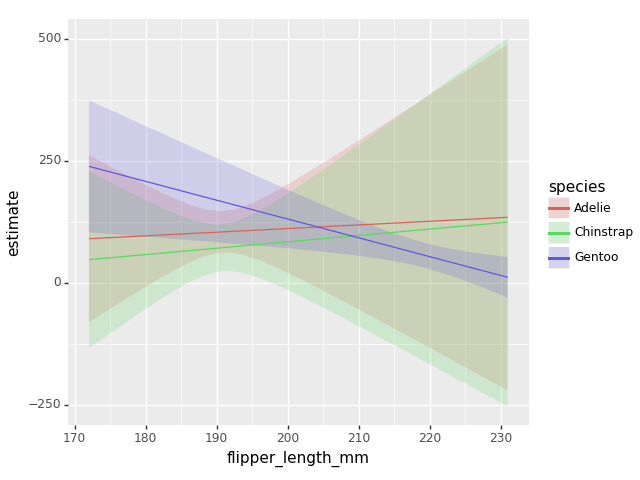 500
250
0
−250
170 180 190 200 210 220 230
flipper_length_mm
estimate
species
Adelie
Chinstrap
Gentoo